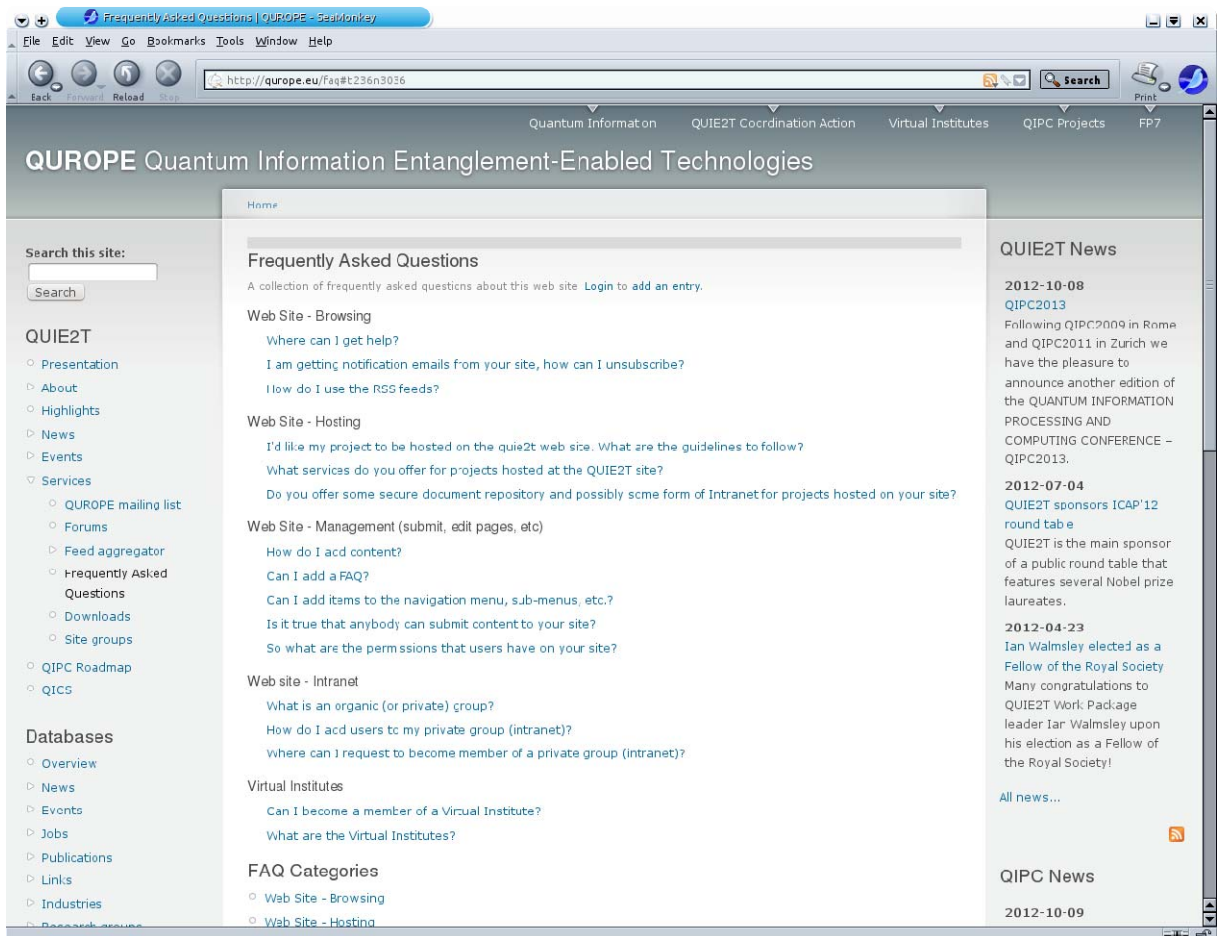 Frequently Asked Questions | QUROPE - SeaMonkey
File Edit View Go Bookmarks Tools Window Help
Back Forward Reload Stop
http://qurope.eu/faq#t236n3036
Search
Print
Quantum Information QUIE2T Coordination Action Virtual Institutes QIPC Projects FP7
QUROPE Quantum Information Entanglement-Enabled Technologies
Home
Search this site:
Search
QUIE2T
Presentation
About
Highlights
News
Events
Services
QUROPE mailing list
Forums
Feed aggregator
Frequently Asked
Questions
Downloads
Site groups
QIPC Roadmap
QICS
Databases
Overview
News
Events
Jobs
Publications
Links
Industries
Research groups
Frequently Asked Questions
A collection of frequently asked questions about this web site Login to add an entry.
Web Site - Browsing
Where can I get help?
I am getting notification emails from your site, how can I unsubscribe?
How do I use the RSS feeds?
Web Site - Hosting
I'd like my project to be hosted on the quie2t web site. What are the guidelines to follow?
What services do you offer for projects hosted at the QUIE2T site?
Do you offer some secure document repository and possibly some form of Intranet for projects hosted on your site?
Web Site - Management (submit, edit pages, etc)
How do I add content?
Can I add a FAQ?
Can I add items to the navigation menu, sub-menus, etc.?
Is it true that anybody can submit content to your site?
So what are the permissions that users have on your site?
Web site - Intranet
What is an organic (or private) group?
How do I add users to my private group (intranet)?
Where can I request to become member of a private group (intranet)?
Virtual Institutes
Can I become a member of a Virtual Institute?
What are the Virtual Institutes?
FAQ Categories
Web Site - Browsing
Web Site - Hosting
QUIE2T News
2012-10-08
QIPC2013
Following QIPC2009 in Rome
and QIPC2011 in Zurich we
have the pleasure to
announce another edition of
the QUANTUM INFORMATION
PROCESSING AND
COMPUTING CONFERENCE –
QIPC2013.
2012-07-04
QUIE2T sponsors ICAP'12
round table
QUIE2T is the main sponsor
of a public round table that
features several Nobel prize
laureates.
2012-04-23
Ian Walmsley elected as a
Fellow of the Royal Society
Many congratulations to
QUIE2T Work Package
leader Ian Walmsley upon
his election as a Fellow of
the Royal Society!
All news...
QIPC News
2012-10-09